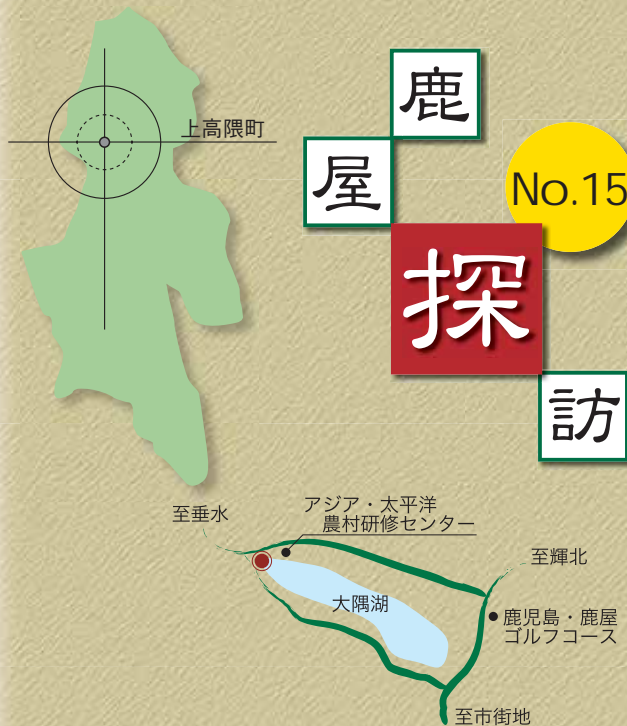 鹿屋探訪
No.15
上高隈町
至垂水
アジア・太平洋
農村研修センター
至輝北
大隅湖
鹿児島・鹿屋
ゴルフコース
至市街地